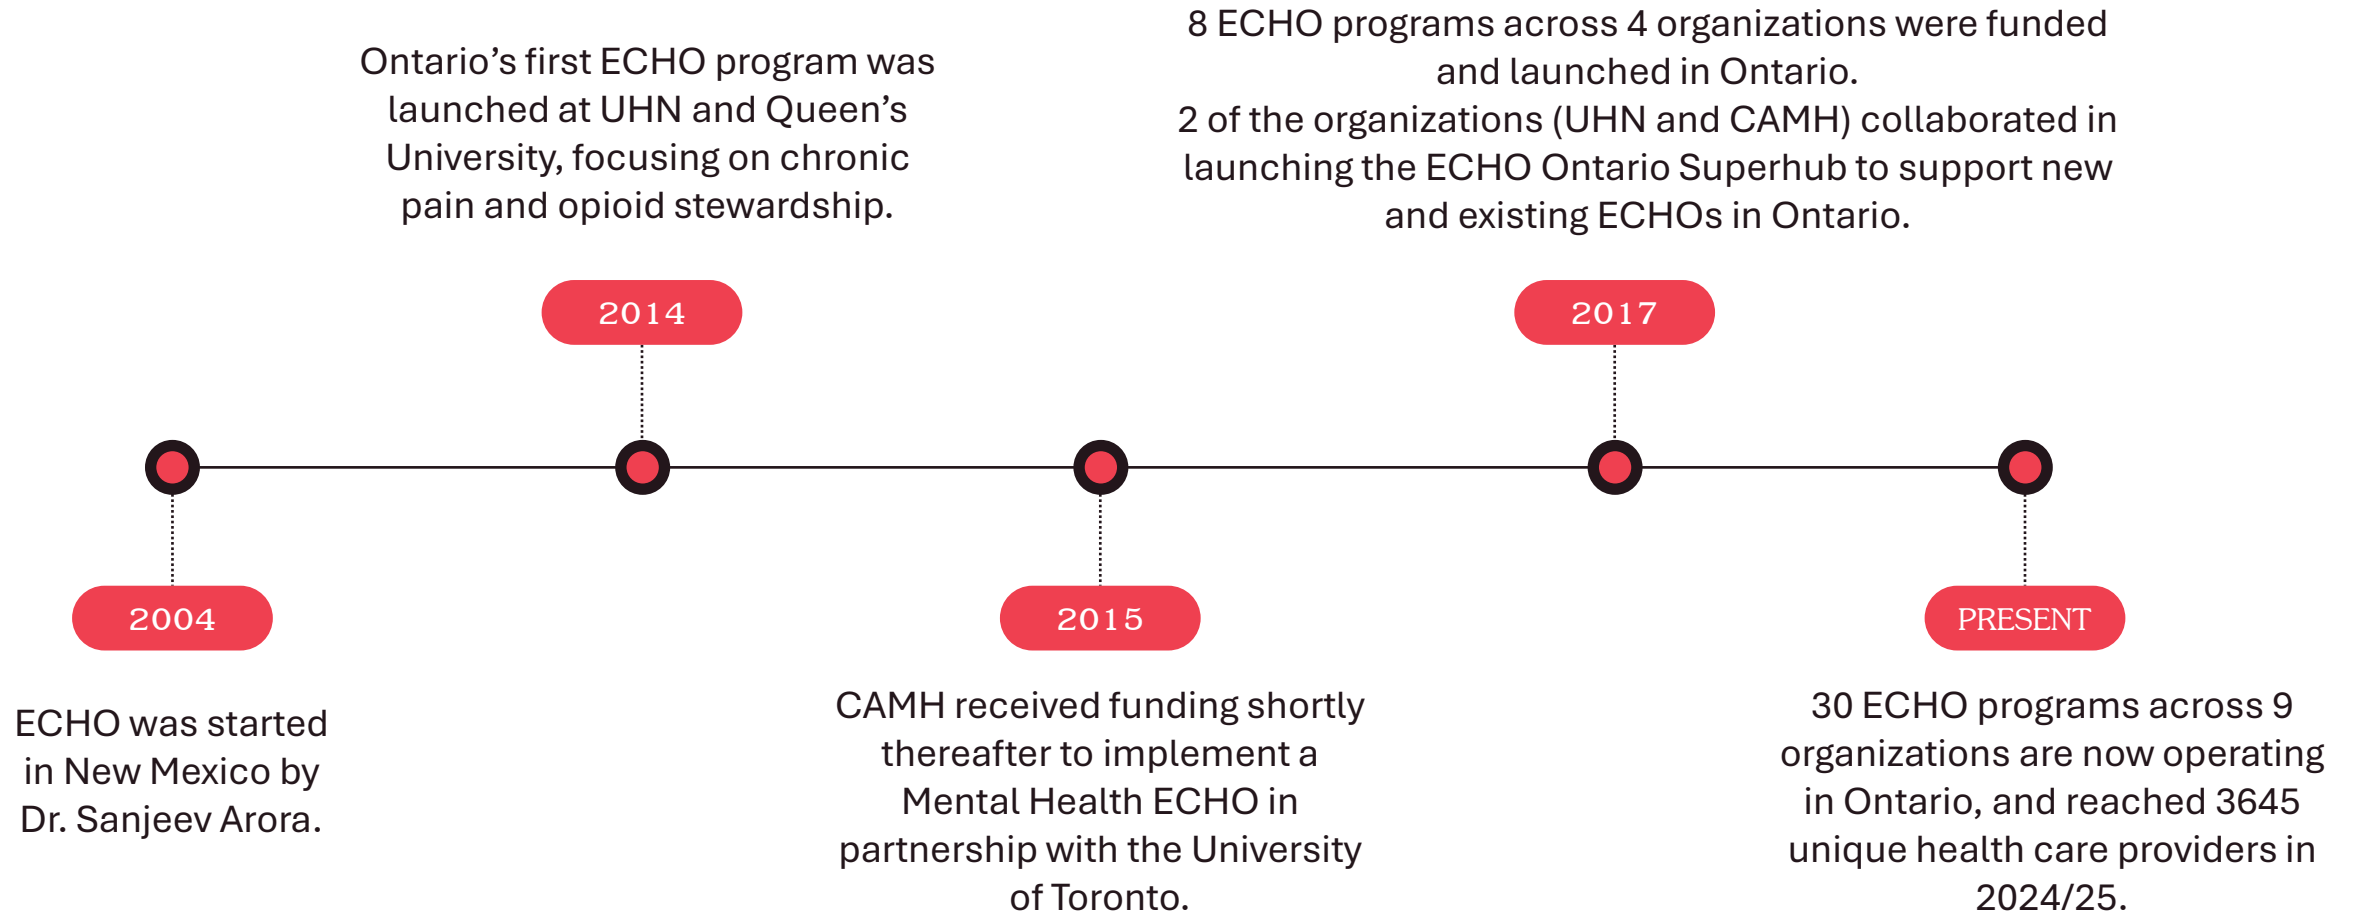 2004
ECHO was started
in New Mexico by
Dr. Sanjeev Arora.
Ontario’s first ECHO program was
launched at UHN and Queen’s
University, focusing on chronic
pain and opioid stewardship.
2014
2015
CAMH received funding shortly
thereafter to implement a
Mental Health ECHO in
partnership with the University
of Toronto.
8 ECHO programs across 4 organizations were funded
and launched in Ontario.
2 of the organizations (UHN and CAMH) collaborated in
launching the ECHO Ontario Superhub to support new
and existing ECHOs in Ontario.
2017
PRESENT
30 ECHO programs across 9
organizations are now operating
in Ontario, and reached 3645
unique health care providers in
2024/25.